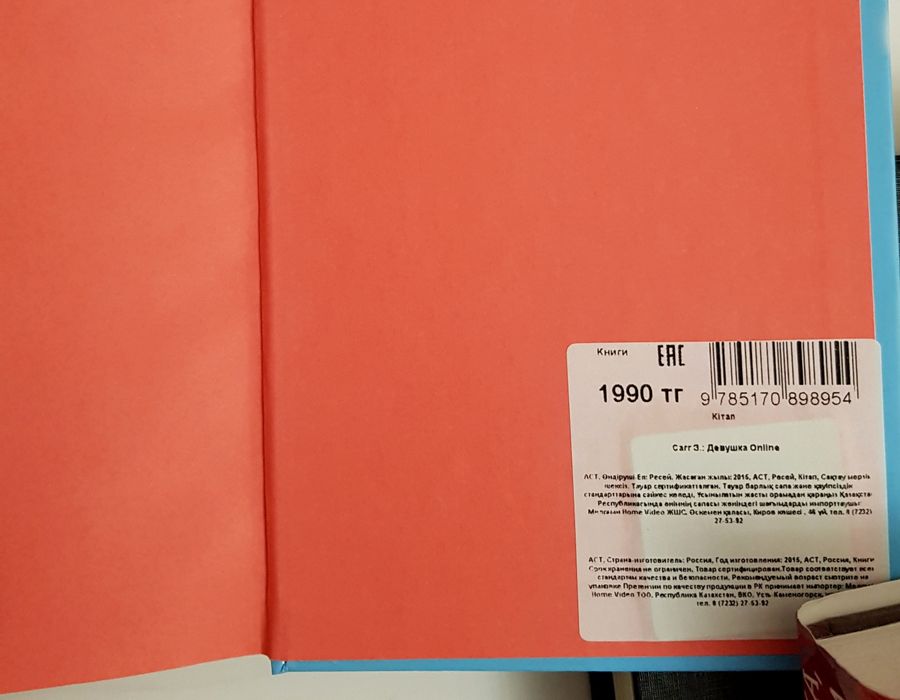 Книги EAC
1990 тг 9 785170 898954
Кітап
Сагг З.: Девушка Online
АСТ, Өндіруші Ел: Ресей, Жасаған жылы: 2015, АСТ, Ресей, Кітап, Сақтау мерзімі
шексіз. Тауар сертификатталған. Тауар барлық сапа және қауіпсіздік
стандарттарына сәйкес келеді, Ұсынылатын жасты орамадан қараңыз Қазақста
Республикасында өнімнің сапасы жөніндегі шағымдарды импорттаушы:
Home Video ЖШС. Өскемен қаласы, Киров көшесі , 46 үй, тел. 8 (7232)
27-53-92
АСТ, Страна-изготовитель: Россия, Год изготовления: 2015, АСТ, Россия, Книги
Срок хранения не ограничен. Товар сертифицирован.Товар соответствует всем
стандартам качества и безопасности. Рекомендуемый возраст смотрите на
упаковке Претензии по качеству продукции в РК принимает импортер:
Home Video ТОО, Республика Казахстан, ВКО, Усть-Каменогорск,
тел. 8 (7232) 27-53-92